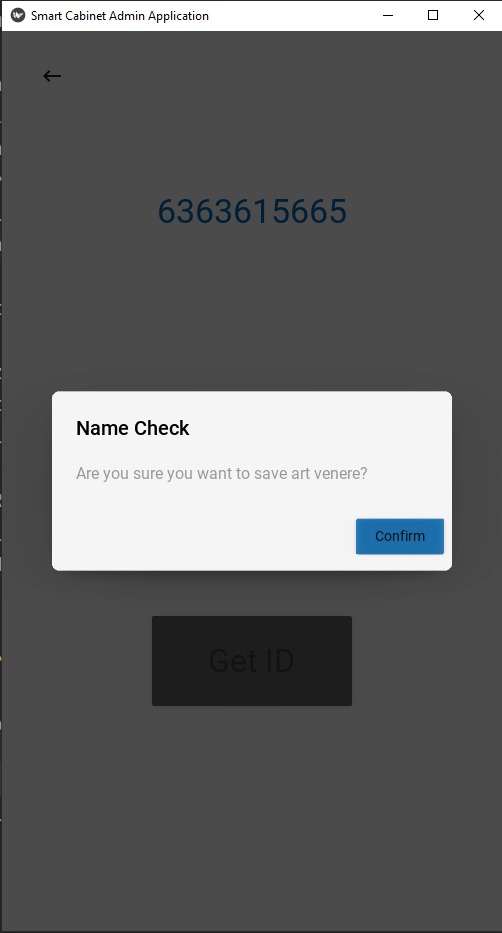 Smart Cabinet Admin Application
6363615665
Name Check
Are you sure you want to save art venere?
Confirm
Get ID